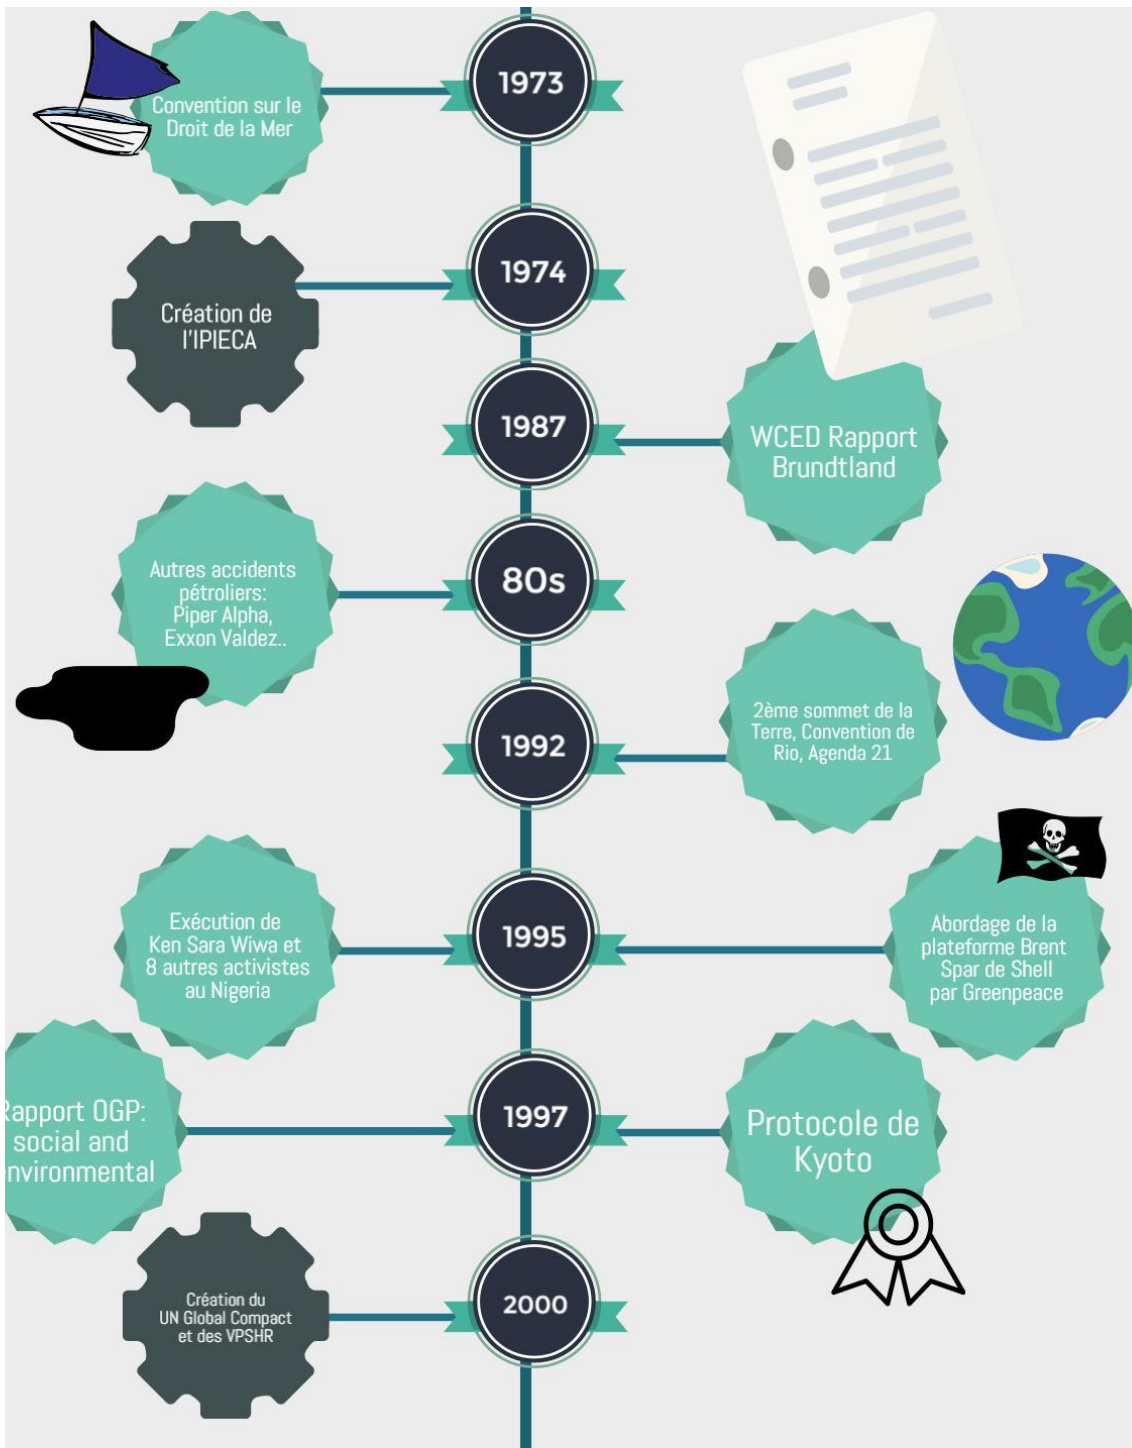 1973
Convention sur le
Droit de la Mer
1974
Création de
l'IPIECA
1987
WCED Rapport
Brundtland
80s
Autres accidents
pétroliers:
Piper Alpha,
Exxon Valdez..
1992
2ème sommet de la
Terre, Convention de
Rio, Agenda 21
1995
Exécution de
Ken Sara Wiwa et
8 autres activistes
au Nigeria
Abordage de la
plateforme Brent
Spar de Shell
par Greenpeace
1997
Rapport OGP:
social and
environmental
Protocole de
Kyoto
2000
Création du
UN Global Compact
et des VPSHR